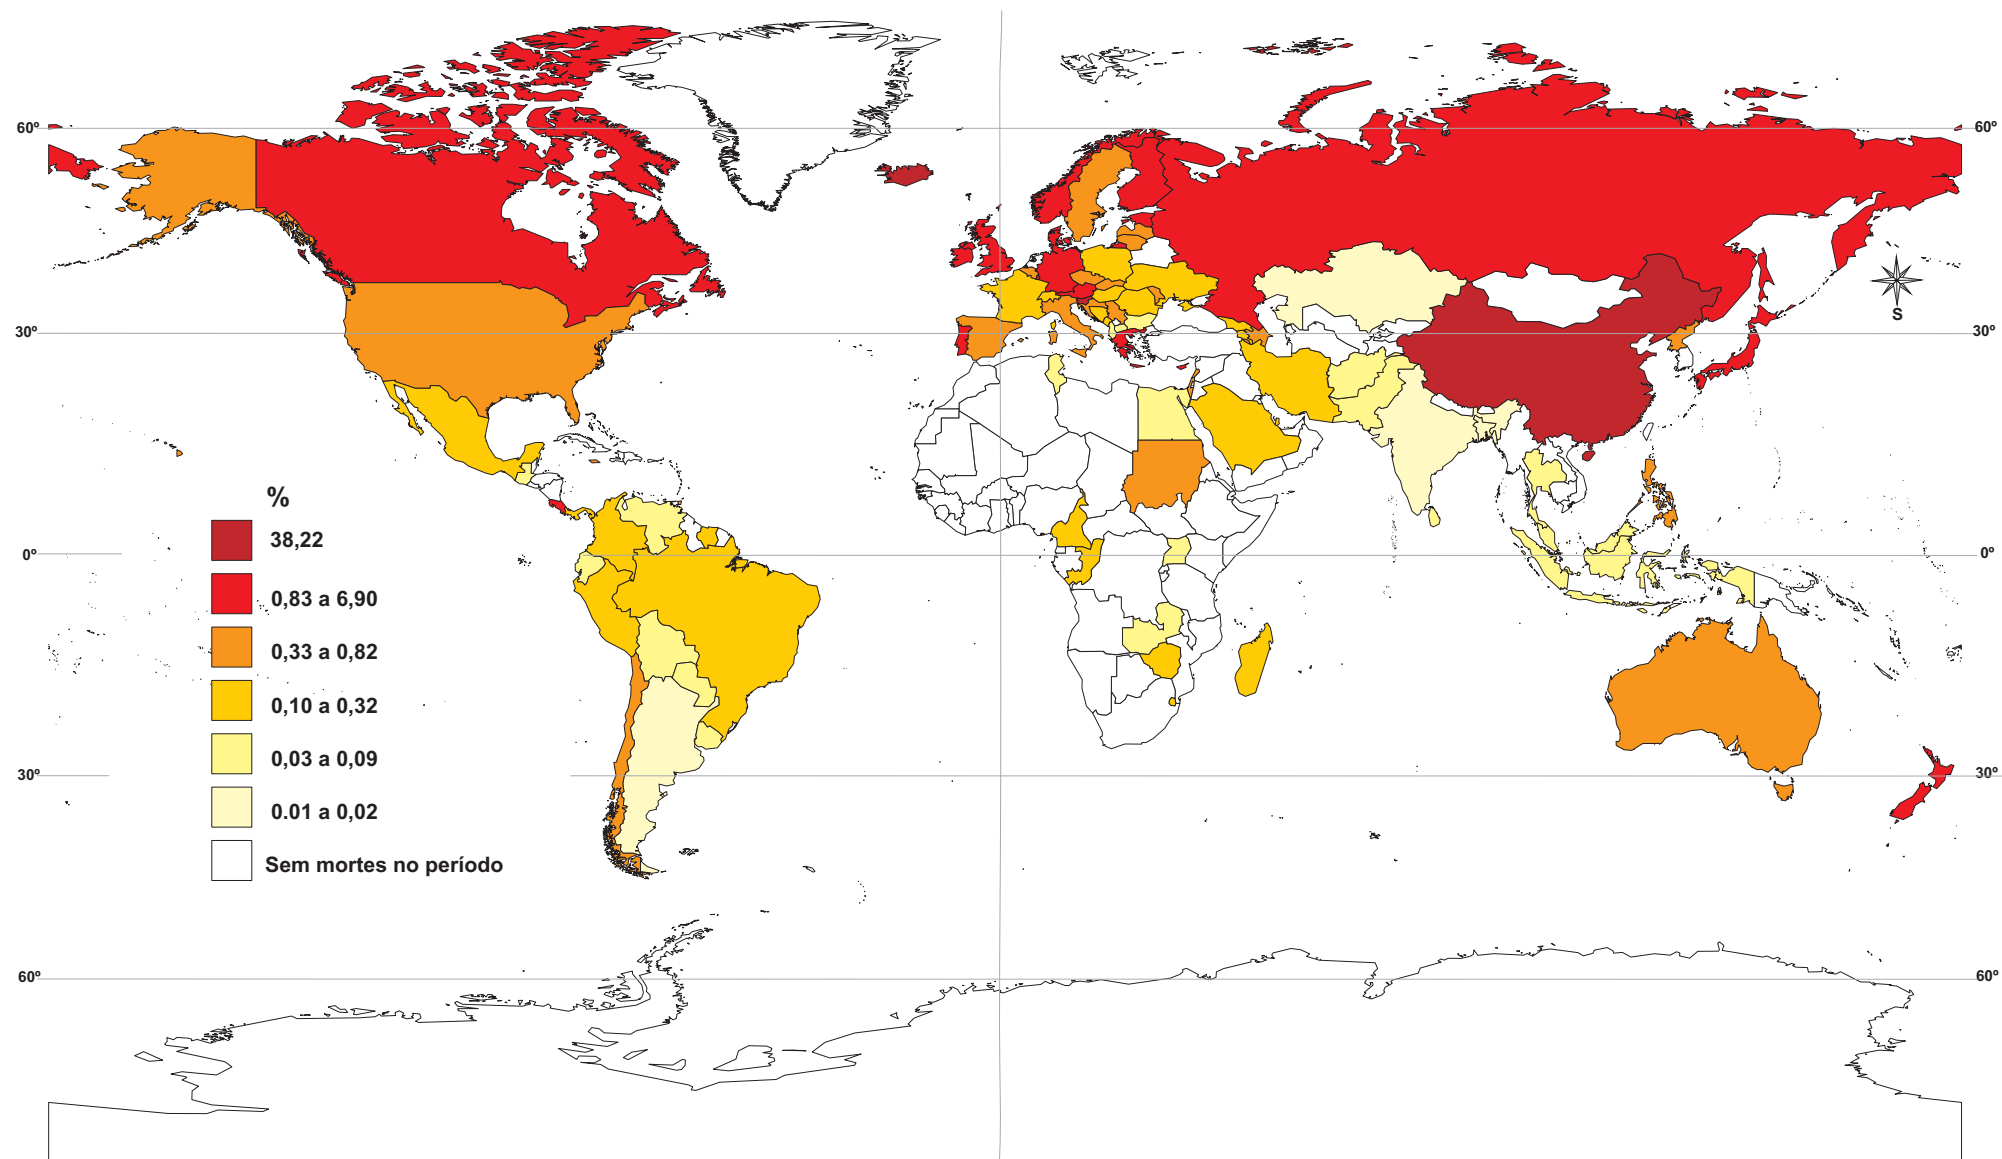 60º
60º
S
30º
30º
%
38,22
0º
0º
0,83 a 6,90
0,33 a 0,82
0,10 a 0,32
0,03 a 0,09
30º
30º
0.01 a 0,02
Sem mortes no período
60º
60º